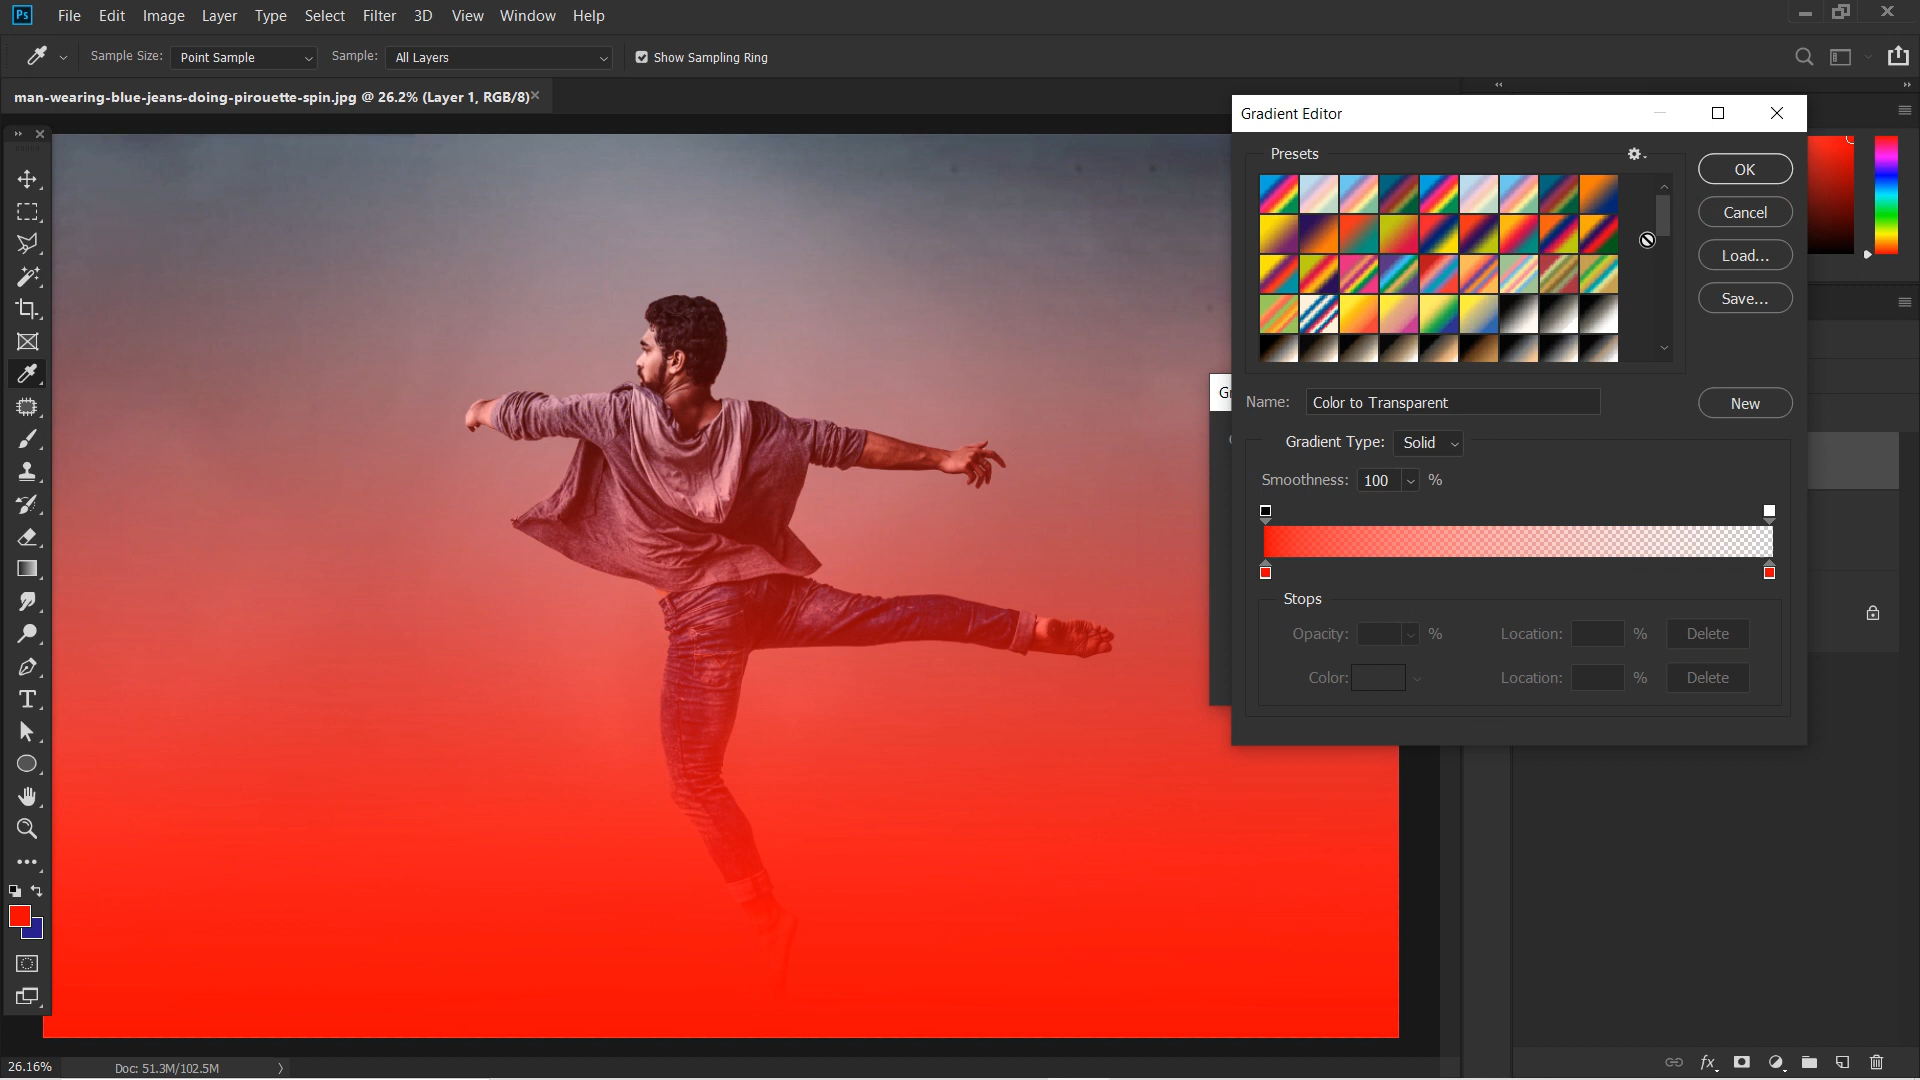 Ps File Edit Image Layer Type Select Filter 3D View Window Help
Sample Size: Point Sample Sample: All Layers Show Sampling Ring
man-wearing-blue-jeans-doing-pirouette-spin.jpg @ 26.2% (Layer 1, RGB/8)
Gradient Editor
Presets
OK
Cancel
Load...
Save...
Gr
Name: Color to Transparent
New
Gradient Type: Solid
Smoothness: 100 %
Stops
Opacity: % Location: % Delete
Color: Location: % Delete
T
fx
26.16% Doc: 51.3M/102.5M